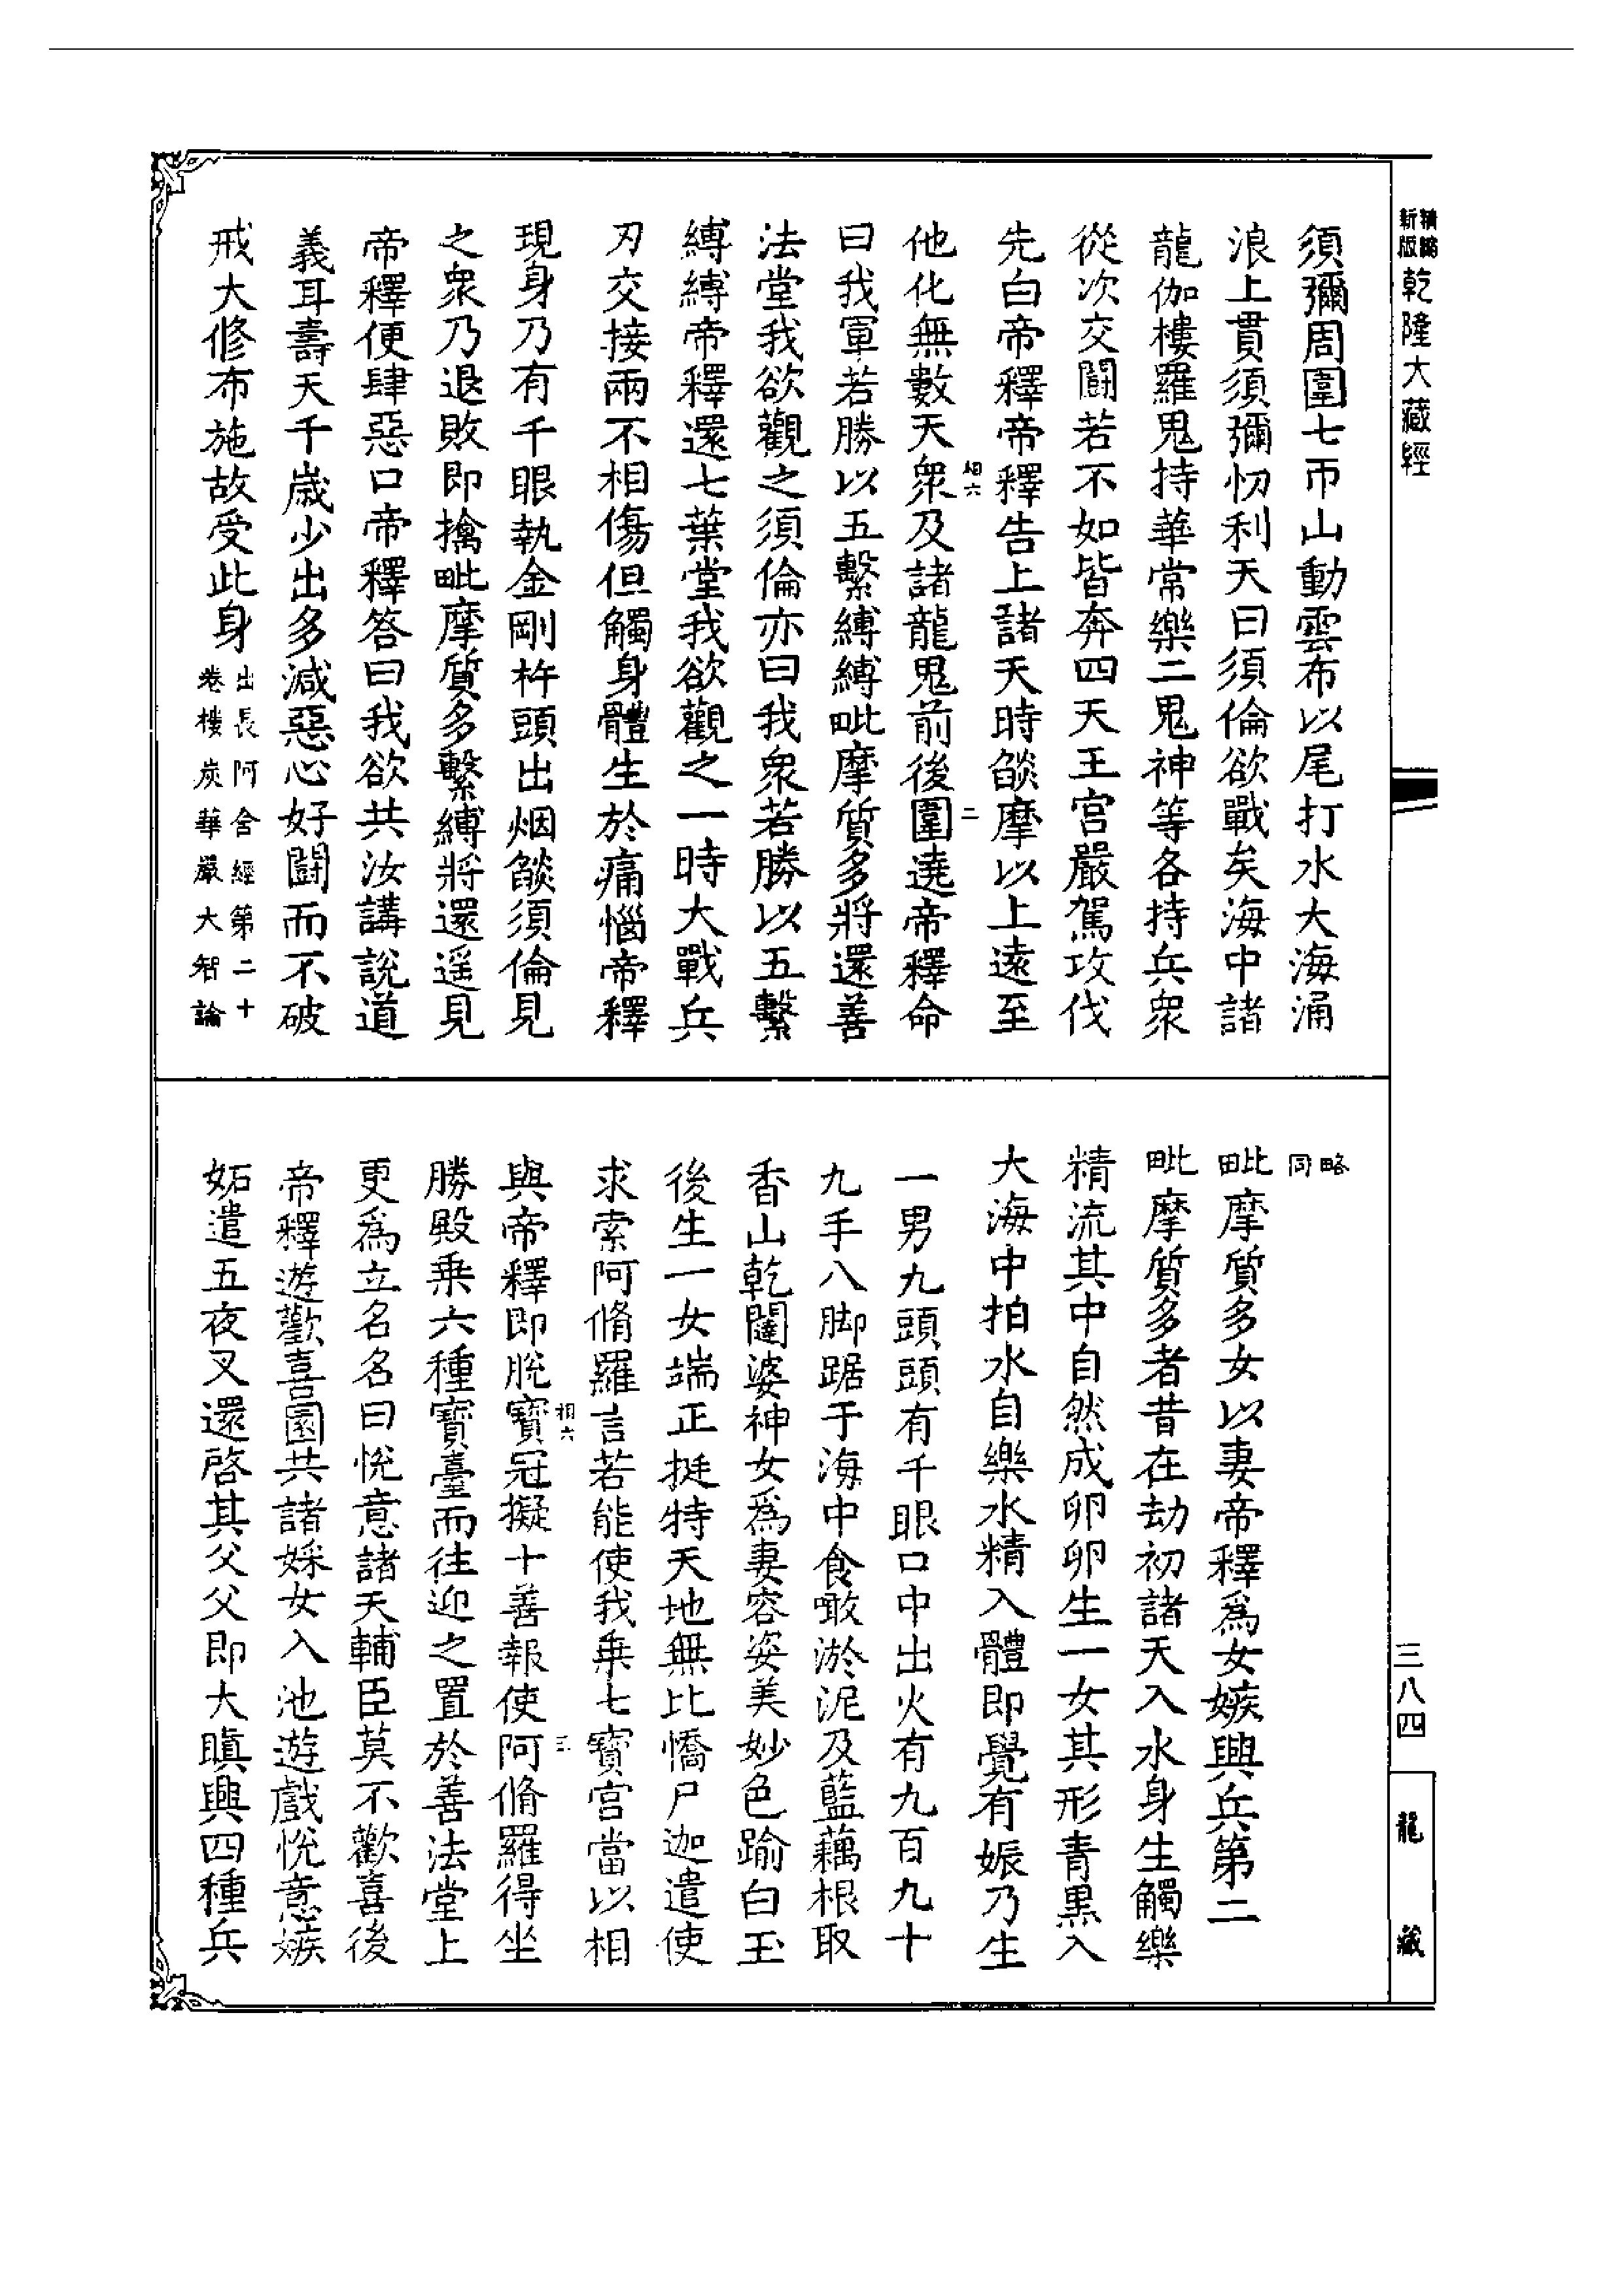 新版 精縮 乾隆大藏經
須彌周圍七帀山動雲布以尾打水大海涌
浪上貫須彌忉利天曰須倫欲戰矣海中諸
龍伽樓羅鬼持華常樂二鬼神等各持兵衆
從次交鬪若不如皆奔四天王宮嚴駕攻伐
先白帝釋帝釋告上諸天時燄摩以上遠至
他化無數天衆及諸龍鬼前後圍遶帝釋命
相六 二
曰我軍若勝以五繫縛縛毗摩質多將還善
法堂我欲觀之須倫亦曰我衆若勝以五繫
縛縛帝釋還七葉堂我欲觀之一時大戰兵
刃交接兩不相傷但觸身體生於痛惱帝釋
現身乃有千眼執金剛杵頭出烟燄須倫見
之衆乃退敗即擒毗摩質多繫縛將還遥見
帝釋便肆惡口帝釋答曰我欲共汝講說道
義耳壽天千歲少出多減惡心好鬪而不破
戒大修布施故受此身
出長阿含經第二十
卷樓炭華嚴大智論
略
同
毗摩質多女以妻帝釋爲女嫉興兵第二
毗摩質多者昔在劫初諸天入水身生觸樂
精流其中自然成卵卵生一女其形青黑入
大海中拍水自樂水精入體即覺有娠乃生
一男九頭頭有千眼口中出火有九百九十
九手八脚踞于海中食噉淤泥及藍藕根取
香山乾闥婆神女爲妻容姿美妙色踰白玉
後生一女端正挺特天地無比憍尸迦遣使
求索阿脩羅言若能使我乗七寶宮當以相
相六 三
與帝釋即脫寶冠擬十善報使阿脩羅得坐
勝殿乗六種寶臺而往迎之置於善法堂上
更爲立名名曰悅意諸天輔臣莫不歡喜後
帝釋遊歡喜園共諸婇女入池遊戲悅意嫉
妬遣五夜叉還啓其父父即大瞋興四種兵
三八四
龍藏